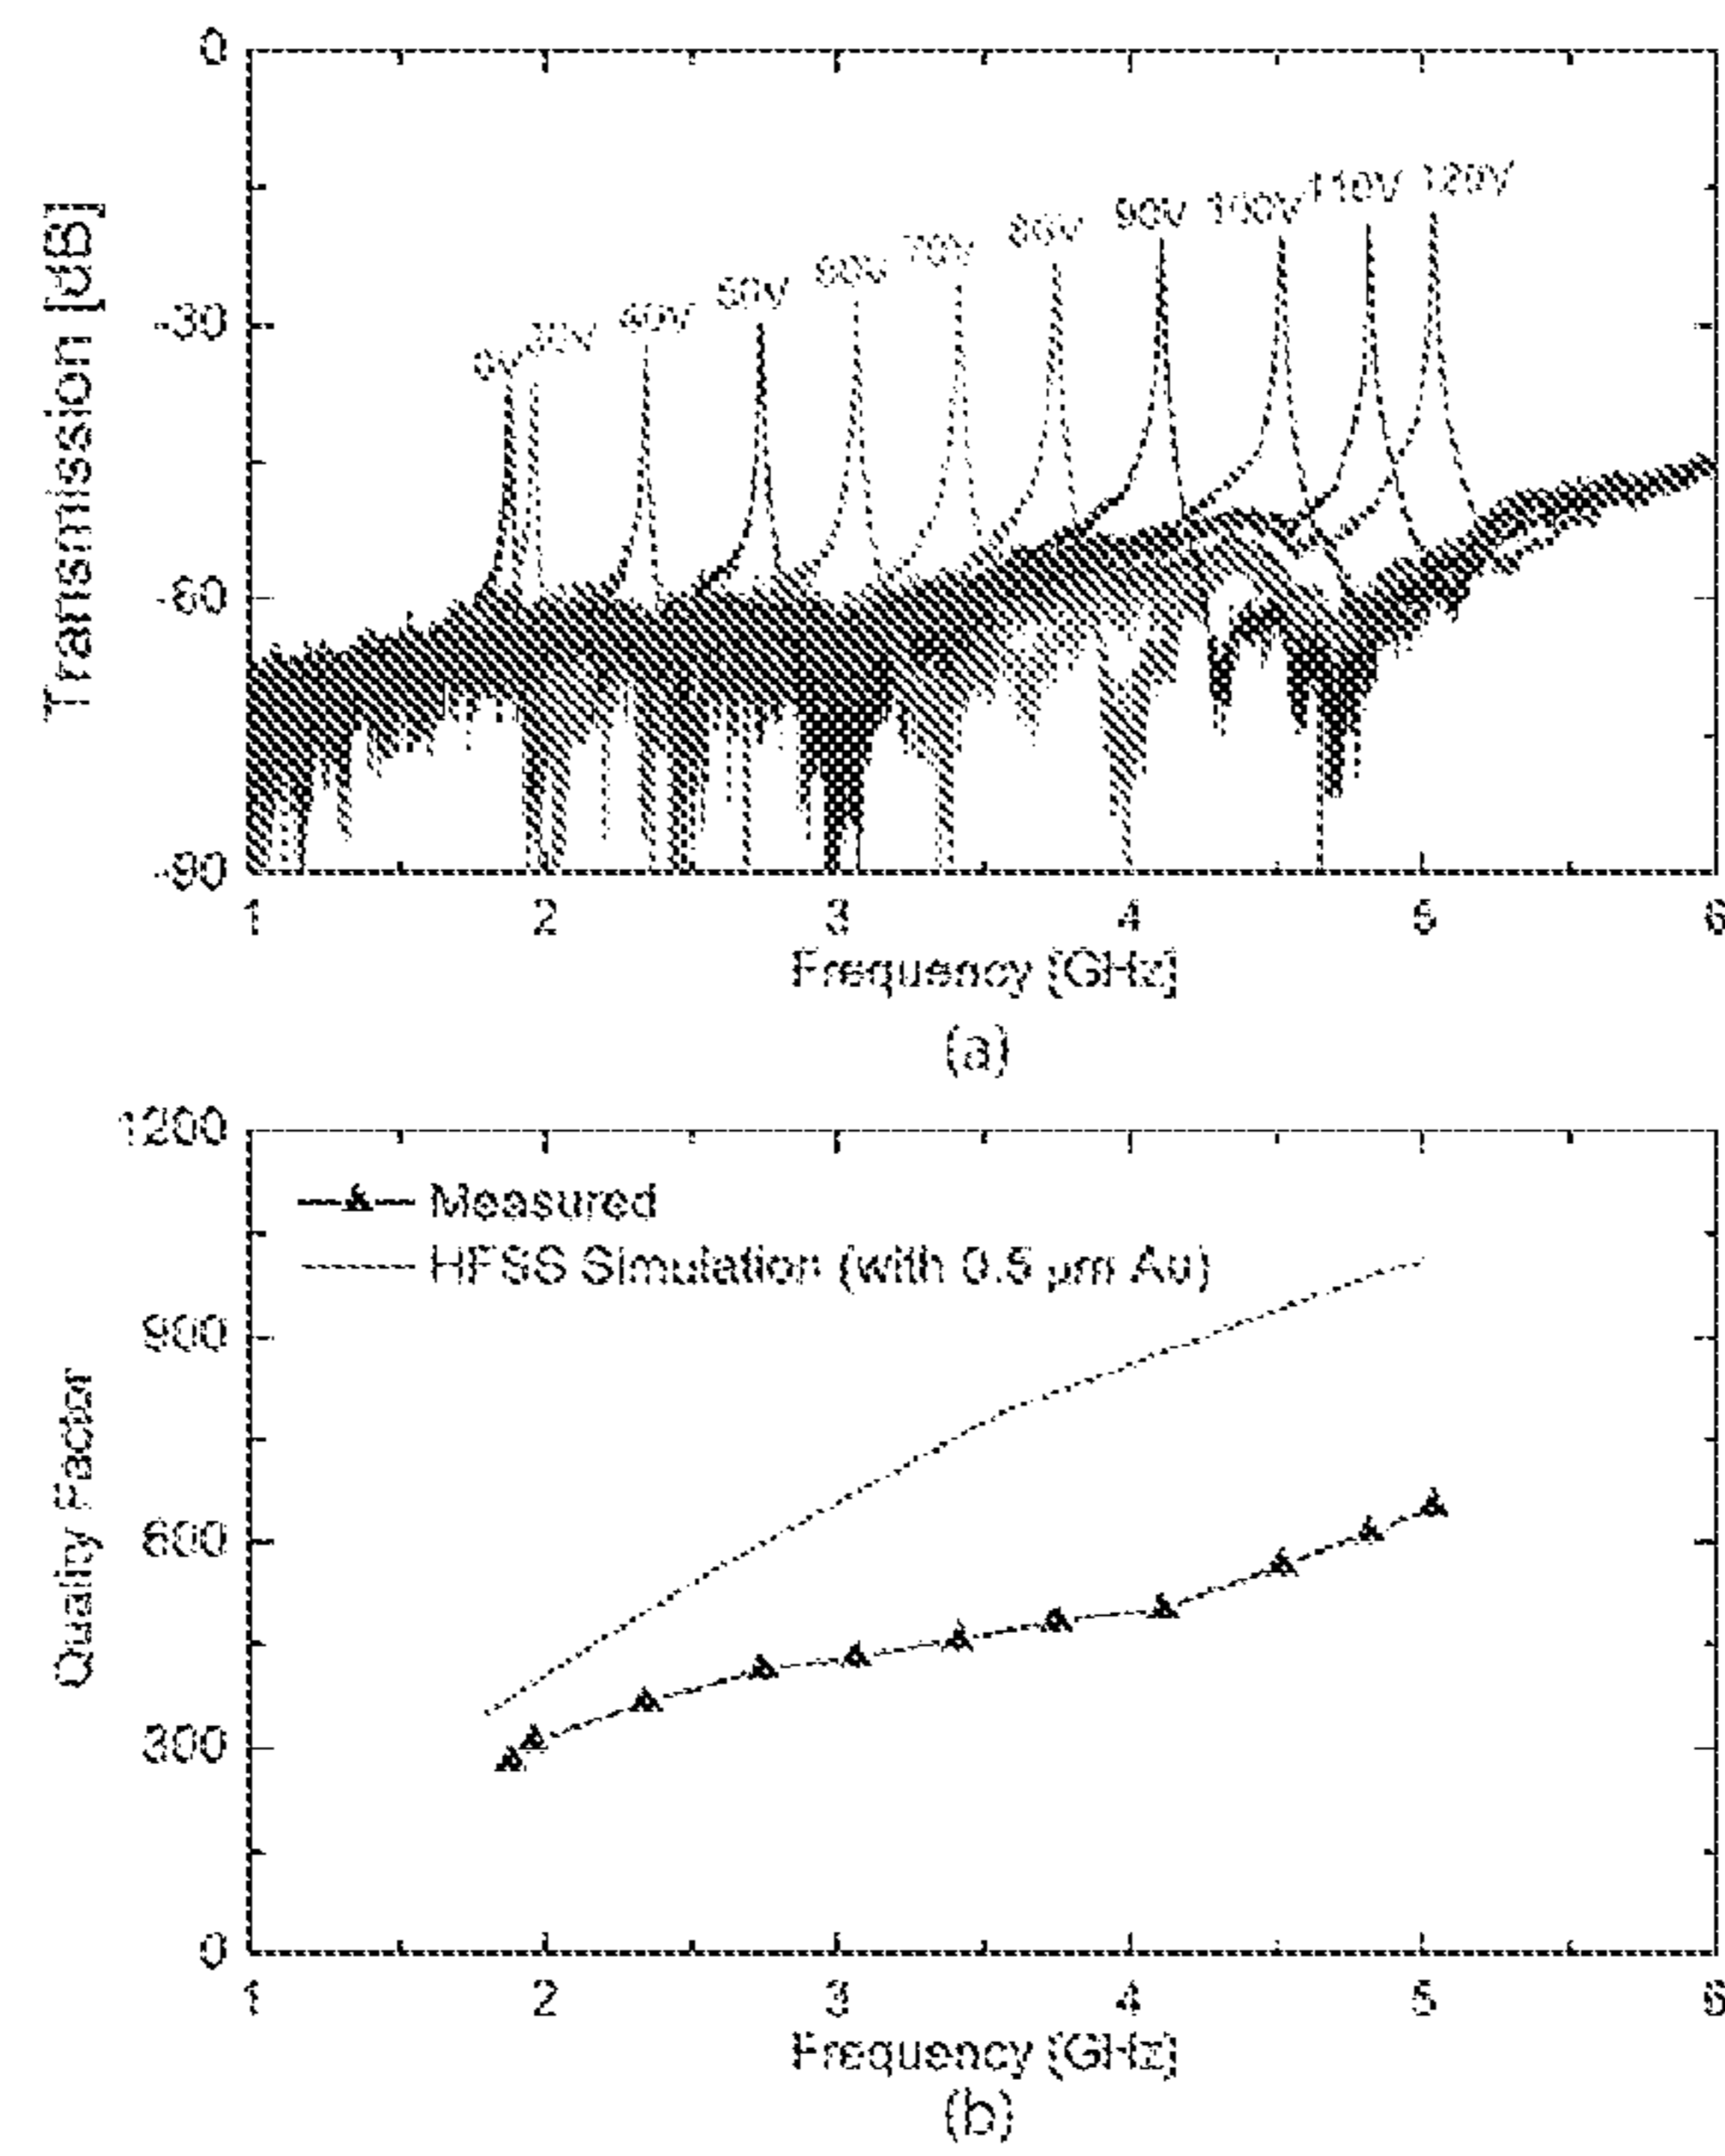 0
-30
-60
-90
Transmission [dB]
0V
40V
50V
60V
70V
80V
90V
100V
110V
120V
1 2 3 4 5 6
Frequency [GHz]
(a)
1200
900
600
300
0
Quality Factor
Measured
HFSS Simulation (with 0.5 μm Au)
1 2 3 4 5 6
Frequency [GHz]
(b)